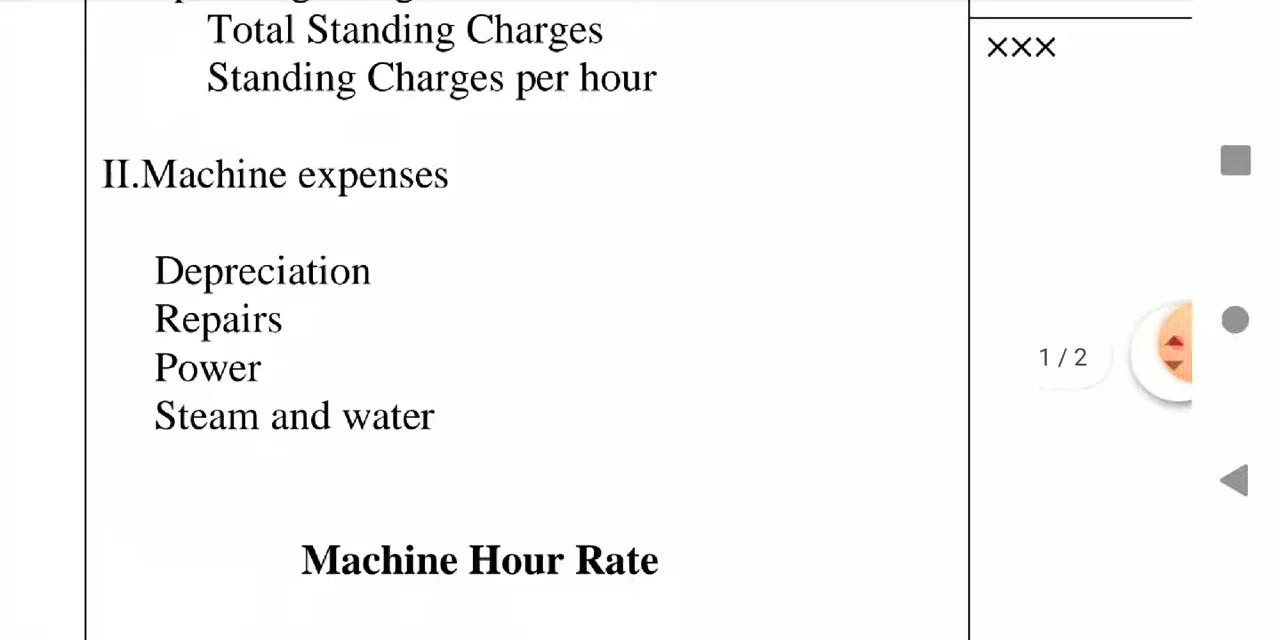 Total Standing Charges
×××
Standing Charges per hour
II.Machine expenses
Depreciation
Repairs
1 / 2
Power
Steam and water
Machine Hour Rate